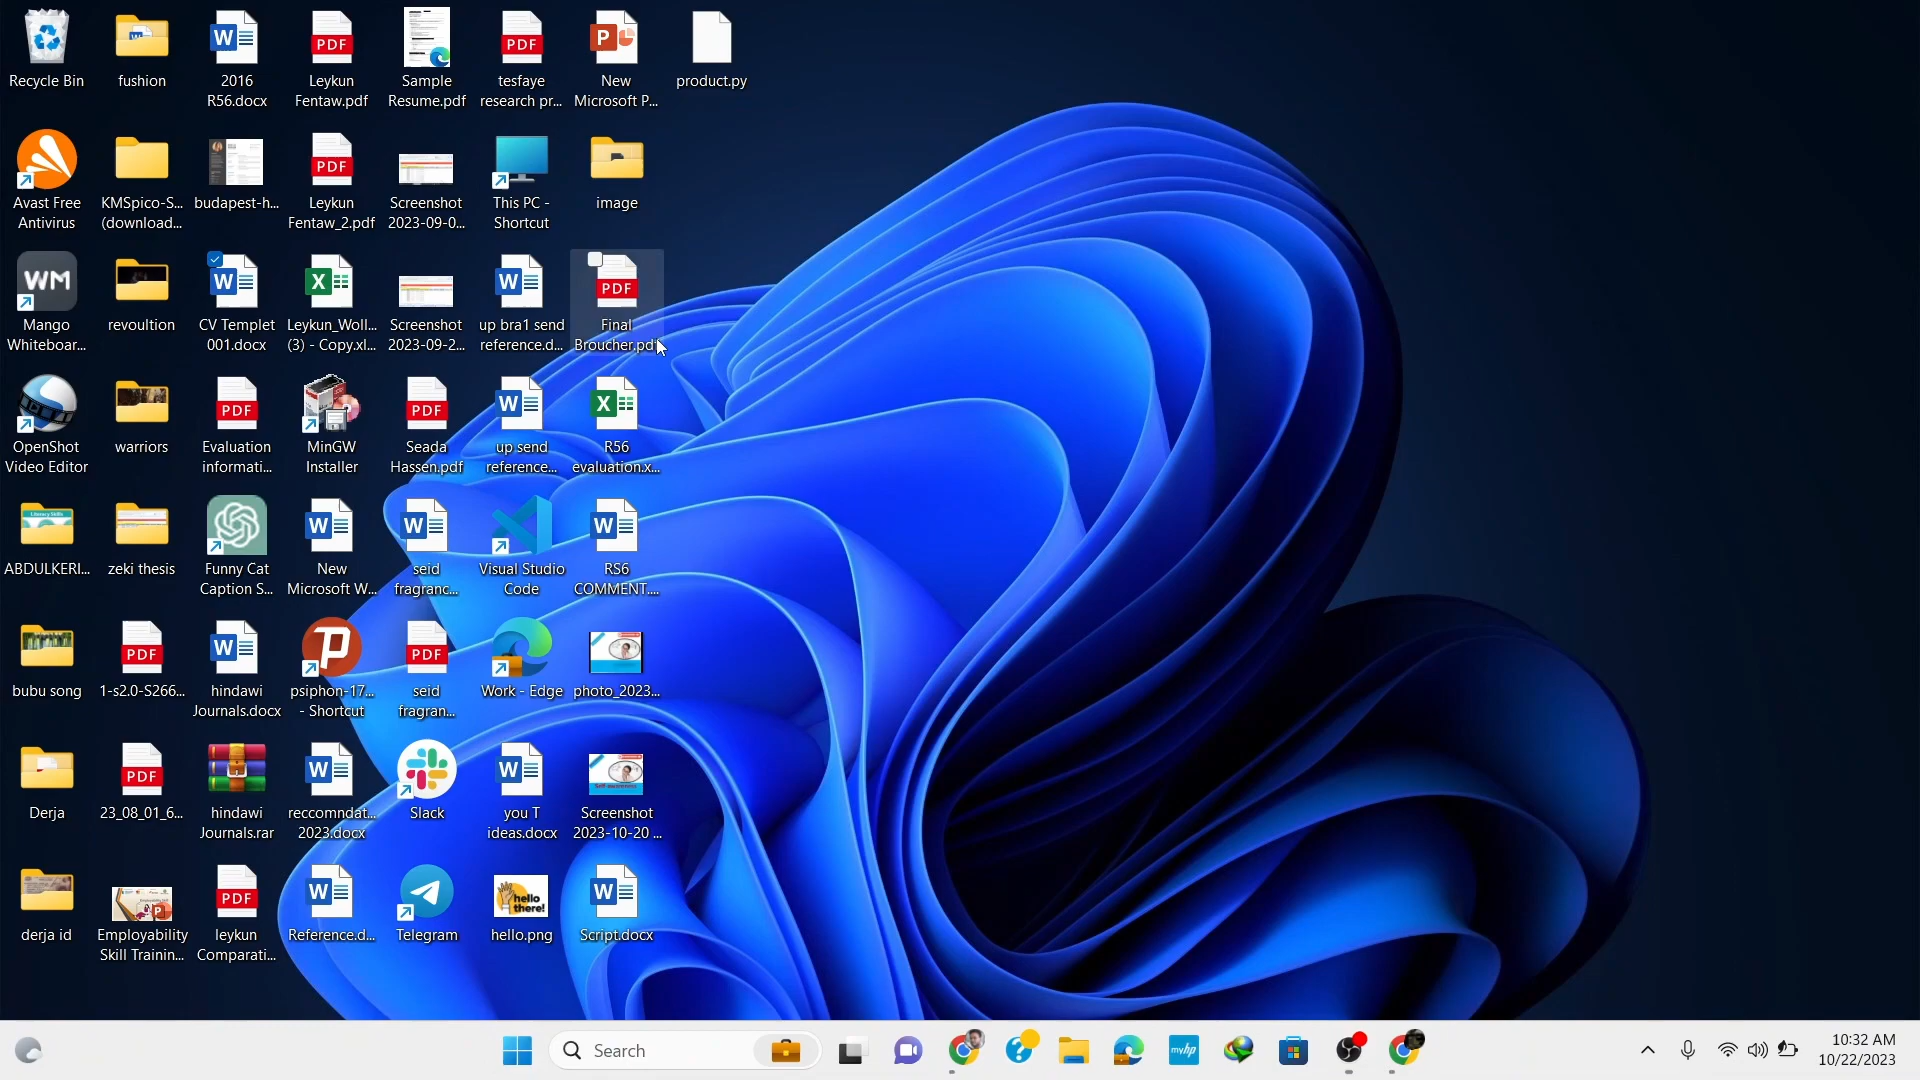 Recycle Bin
fushion
2016
R56.docx
Leykun
Fentaw.pdf
Sample
Resume.pdf
tesfaye
research pr...
New
Microsoft P...
product.py
Avast Free
Antivirus
KMSpico-S...
(download...
budapest-h...
Leykun
Fentaw_2.pdf
Screenshot
2023-09-0...
This PC -
Shortcut
image
WM
Mango
Whiteboar...
revoultion
CV Templet
001.docx
Leykun_Woll...
(3) - Copy.xl...
Screenshot
2023-09-2...
up bra1 send
reference.d...
Final
Broucher.pdf
OpenShot
Video Editor
warriors
Evaluation
informati...
MinGW
Installer
Seada
Hassen.pdf
up send
reference...
R56
evaluation.x...
ABDULKERI...
zeki thesis
Funny Cat
Caption S...
New
Microsoft W...
seid
fragranc...
Visual Studio
Code
RS6
COMMENT....
bubu song
1-s2.0-S266...
hindawi
Journals.docx
psiphon-17...
- Shortcut
seid
fragran...
Work - Edge
photo_2023...
Derja
23_08_01_6...
hindawi
Journals.rar
reccomndat...
2023.docx
Slack
you T
ideas.docx
Screenshot
2023-10-20 ...
derja id
Employability
Skill Trainin...
leykun
Comparati...
Reference.d...
Telegram
hello
there!
hello.png
Script.docx
Search
myhp
10:32 AM
10/22/2023